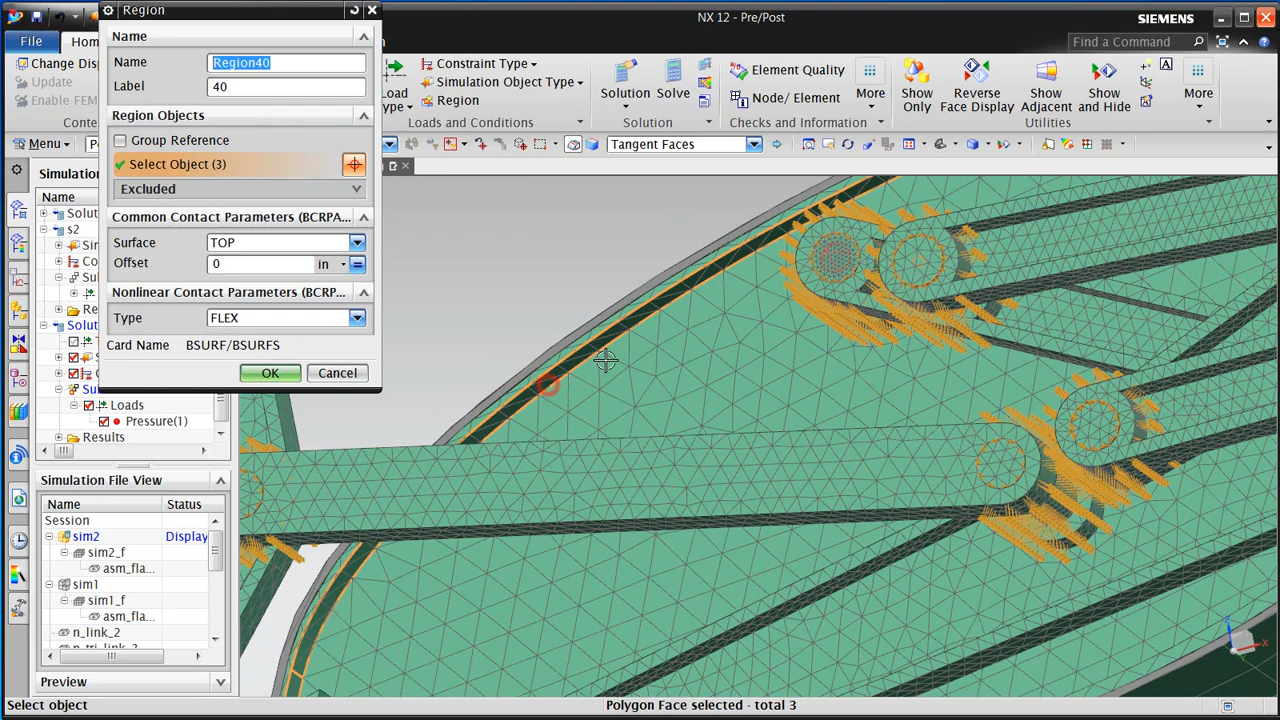 Region
NX 12 - Pre/Post
SIEMENS
File
Name
Find a Command
Name Region40
Label 40
Region Objects
Group Reference
Select Object (3)
Excluded
Common Contact Parameters (BCRPA...
Surface TOP
Offset 0 in
Nonlinear Contact Parameters (BCRP...
Type FLEX
Card Name BSURF/BSURFS
OK Cancel
Change Disp
Update
Enable FEM
Type
Constraint Type
Simulation Object Type
Region
Loads and Conditions
Solution
Solve
Solution
Element Quality
Node/ Element
More
Checks and Information
Show Only
Reverse Face Display
Show Adjacent
Show and Hide
Utilities
More
Menu
Tangent Faces
Name
s2
Loads
Pressure(1)
Results
Simulation File View
Name Status
Session
sim2 Display
sim2_f
asm_fla...
sim1
sim1_f
asm_fla...
n_link_2
Preview
Select object
Polygon Face selected - total 3